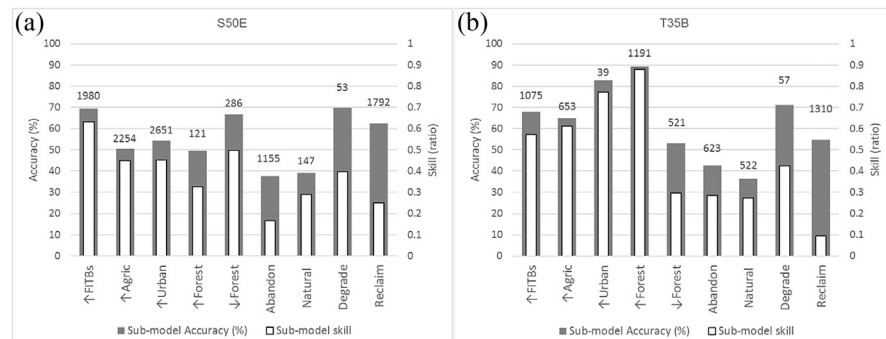 (a)
S50E
100
90
80
70
60
50
40
30
20
10
0
Accuracy (%)
1
0.9
0.8
0.7
0.6
0.5
0.4
0.3
0.2
0.1
0
Skill (ratio)
1980
2254
2651
121
286
1155
147
53
1792
↑FITBs
↑Agric
↑Urban
↑Forest
↓Forest
Abandon
Natural
Degrade
Reclaim
Sub-model Accuracy (%) Sub-model skill
(b)
T35B
100
90
80
70
60
50
40
30
20
10
0
Accuracy (%)
1
0.9
0.8
0.7
0.6
0.5
0.4
0.3
0.2
0.1
0
Skill (ratio)
1075
653
39
1191
521
623
522
57
1310
↑FITBs
↑Agric
↑Urban
↑Forest
↓Forest
Abandon
Natural
Degrade
Reclaim
Sub-model Accuracy (%) Sub-model skill